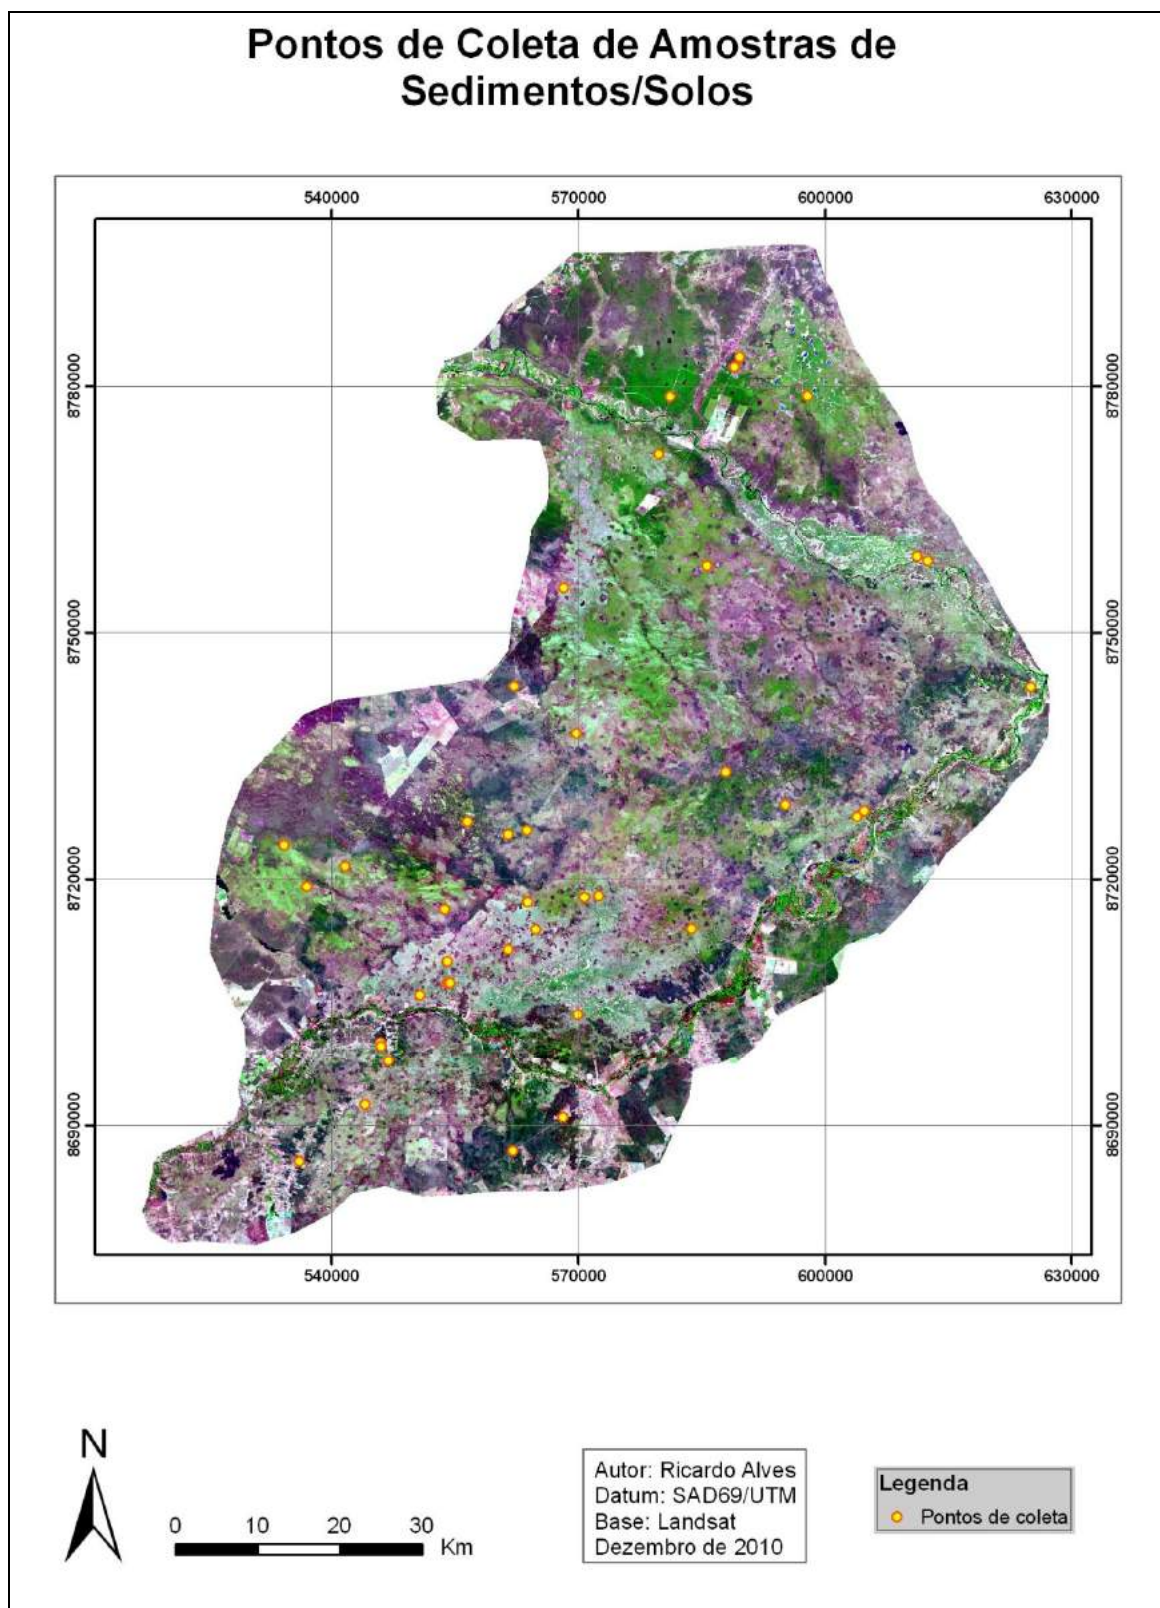 Pontos de Coleta de Amostras de
Sedimentos/Solos
540000 570000 600000 630000
8780000 8780000
8750000 8750000
8720000 8720000
8690000 8690000
540000 570000 600000 630000
N
0 10 20 30
Km
Autor: Ricardo Alves
Datum: SAD69/UTM
Base: Landsat
Dezembro de 2010
Legenda
Pontos de coleta